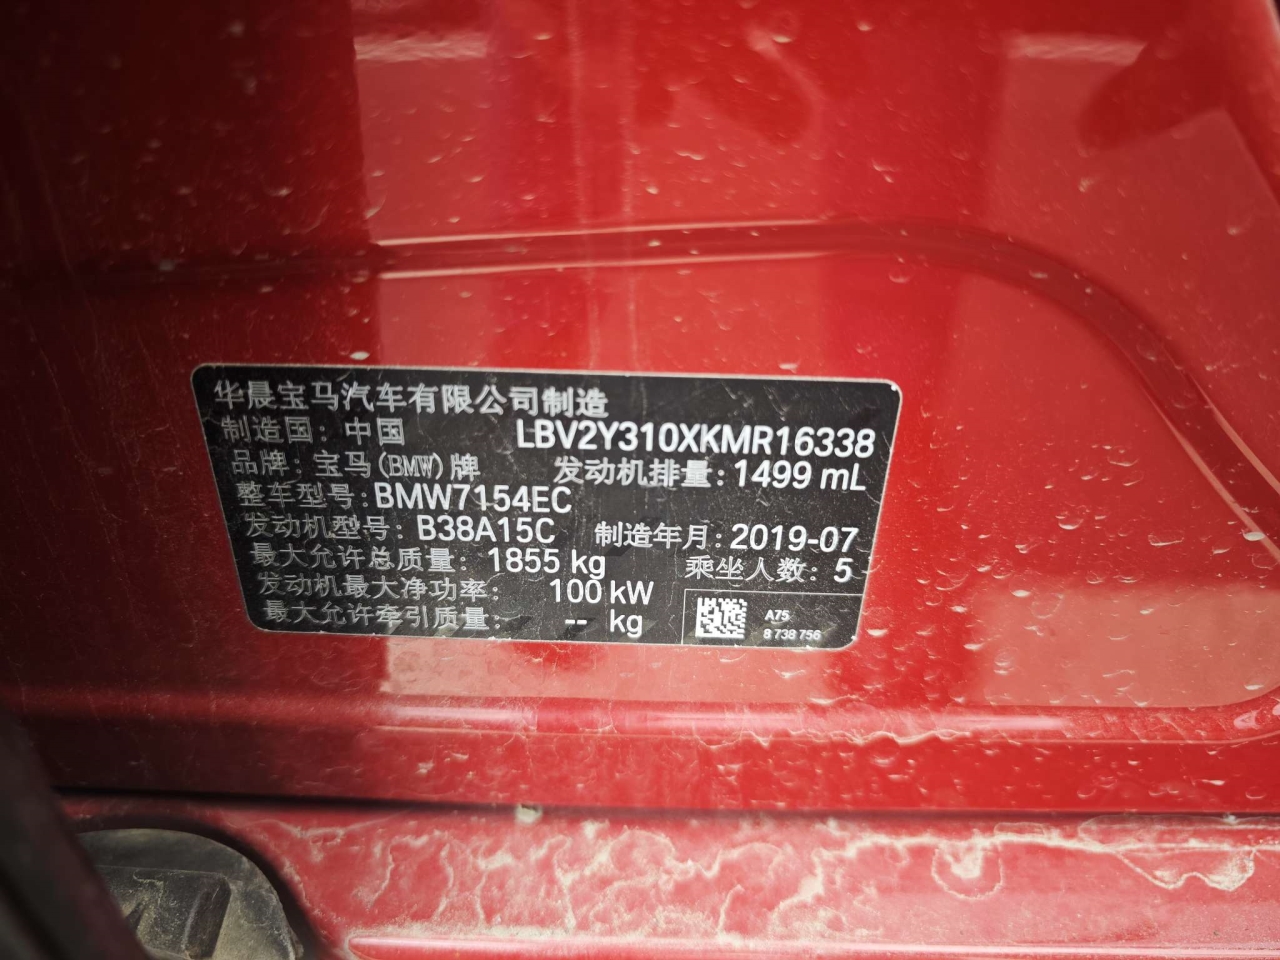 华晨宝马汽车有限公司制造
制造国：中国 LBV2Y310XKMR16338
品牌：宝马(BMW)牌 发动机排量：1499 mL
整车型号：BMW7154EC
发动机型号：B38A15C 制造年月：2019-07
最大允许总质量：1855 kg 乘坐人数：5
发动机最大净功率：100 kW
最大允许牵引质量：-- kg
A75
8 738 756